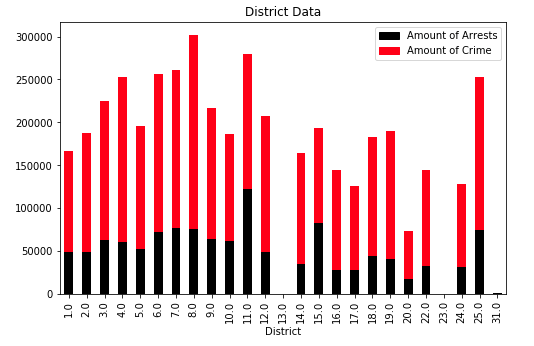 District Data
Amount of Arrests
Amount of Crime
300000
250000
200000
150000
100000
50000
0
1.0 2.0 3.0 4.0 5.0 6.0 7.0 8.0 9.0 10.0 11.0 12.0 13.0 14.0 15.0 16.0 17.0 18.0 19.0 20.0 22.0 23.0 24.0 25.0 31.0
District